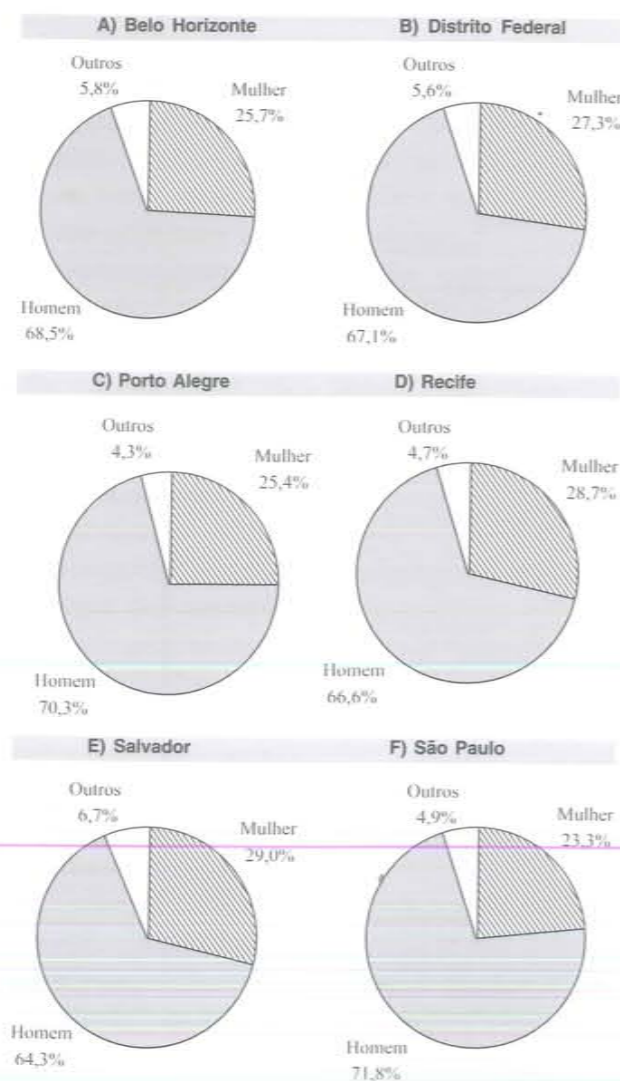 A) Belo Horizonte
Outros
5,8%
Mulher
25,7%
Homem
68,5%
B) Distrito Federal
Outros
5,6%
Mulher
27,3%
Homem
67,1%
C) Porto Alegre
Outros
4,3%
Mulher
25,4%
Homem
70,3%
D) Recife
Outros
4,7%
Mulher
28,7%
Homem
66,6%
E) Salvador
Outros
6,7%
Mulher
29,0%
Homem
64,3%
F) São Paulo
Outros
4,9%
Mulher
23,3%
Homem
71,8%